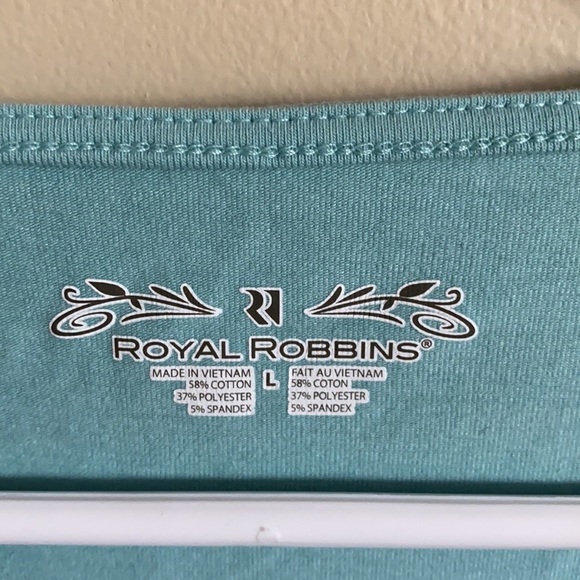 ROYAL ROBBINS®
MADE IN VIETNAM
58% COTTON
37% POLYESTER
5% SPANDEX
L
FAIT AU VIETNAM
58% COTON
37% POLYESTER
5% SPANDEX